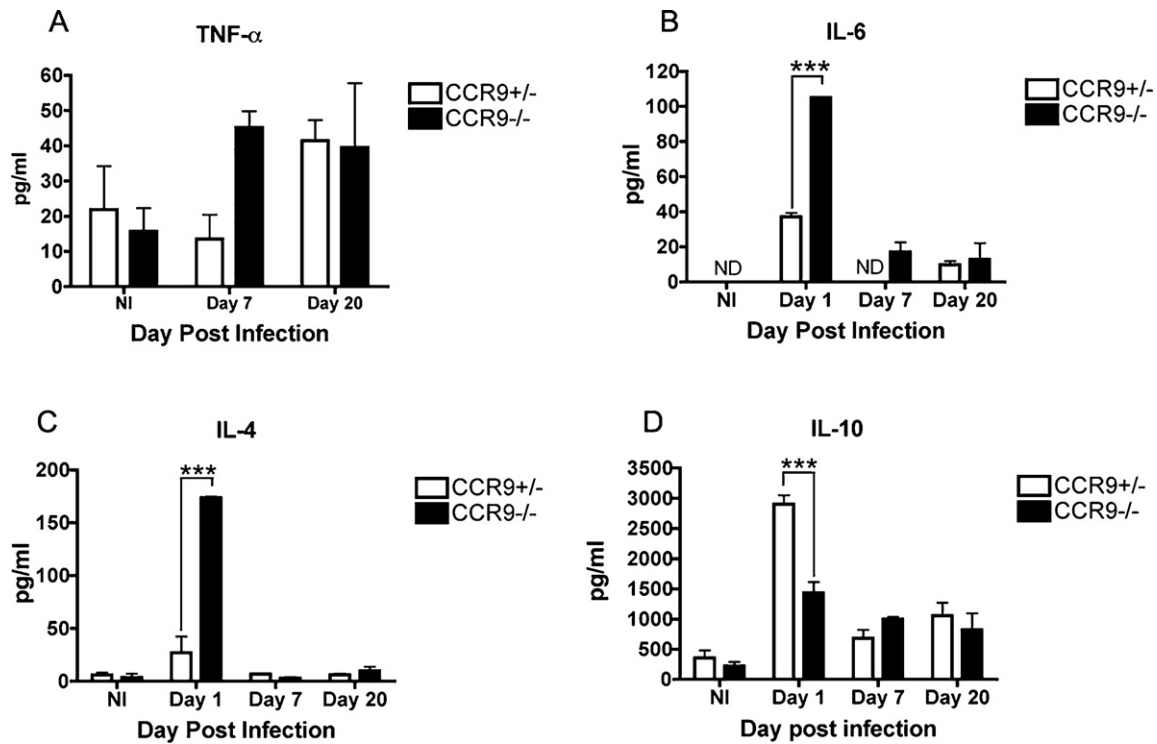 A
TNF-α
60
50
40
30
20
10
0
pg/ml
NI
Day 7
Day 20
Day Post Infection
CCR9+/-
CCR9-/-
B
IL-6
***
120
100
80
60
40
20
0
pg/ml
ND
ND
NI
Day 1
Day 7
Day 20
Day Post Infection
CCR9+/-
CCR9-/-
C
IL-4
***
200
150
100
50
0
pg/ml
NI
Day 1
Day 7
Day 20
Day Post Infection
CCR9+/-
CCR9-/-
D
IL-10
***
3500
3000
2500
2000
1500
1000
500
0
pg/ml
NI
Day 1
Day 7
Day 20
Day post infection
CCR9+/-
CCR9-/-